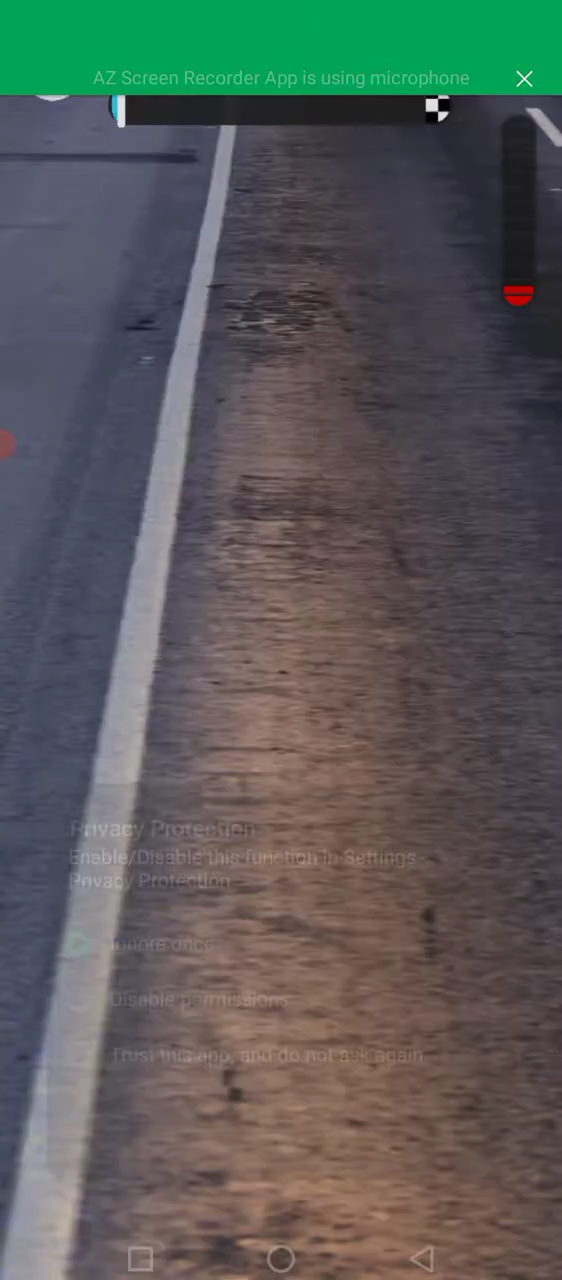 AZ Screen Recorder App is using microphone
Privacy Protection
Enable/Disable this function in Settings -
Privacy Protection
Ignore once
Disable permissions
Trust this app, and do not ask again